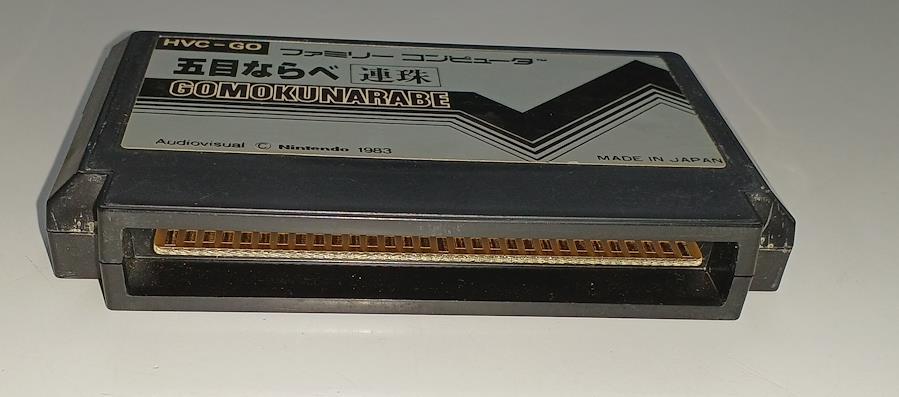 HVC-GO ファミリー コンピュータ™
五目ならべ 連珠
GOMOKUNARABE
Audiovisual © Nintendo 1983
MADE IN JAPAN